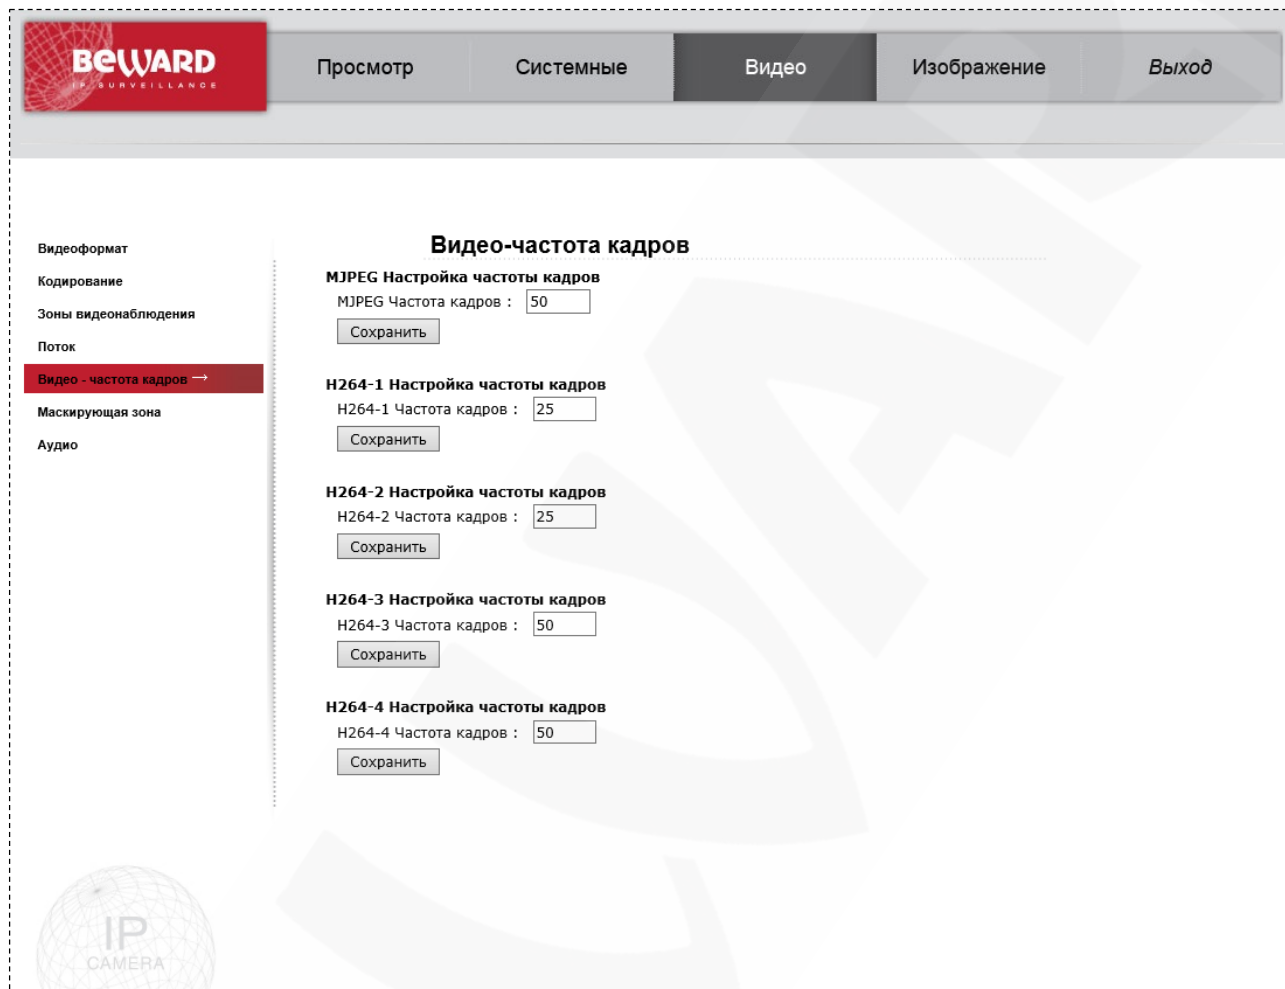 BEWARD
IP SURVEILLANCE
Просмотр
Системные
Видео
Изображение
Выход
Видеоформат
Кодирование
Зоны видеонаблюдения
Поток
Видео - частота кадров →
Маскирующая зона
Аудио
Видео-частота кадров
MJPEG Настройка частоты кадров
MJPEG Частота кадров : 50
Сохранить
H264-1 Настройка частоты кадров
H264-1 Частота кадров : 25
Сохранить
H264-2 Настройка частоты кадров
H264-2 Частота кадров : 25
Сохранить
H264-3 Настройка частоты кадров
H264-3 Частота кадров : 50
Сохранить
H264-4 Настройка частоты кадров
H264-4 Частота кадров : 50
Сохранить
IP
CAMERA